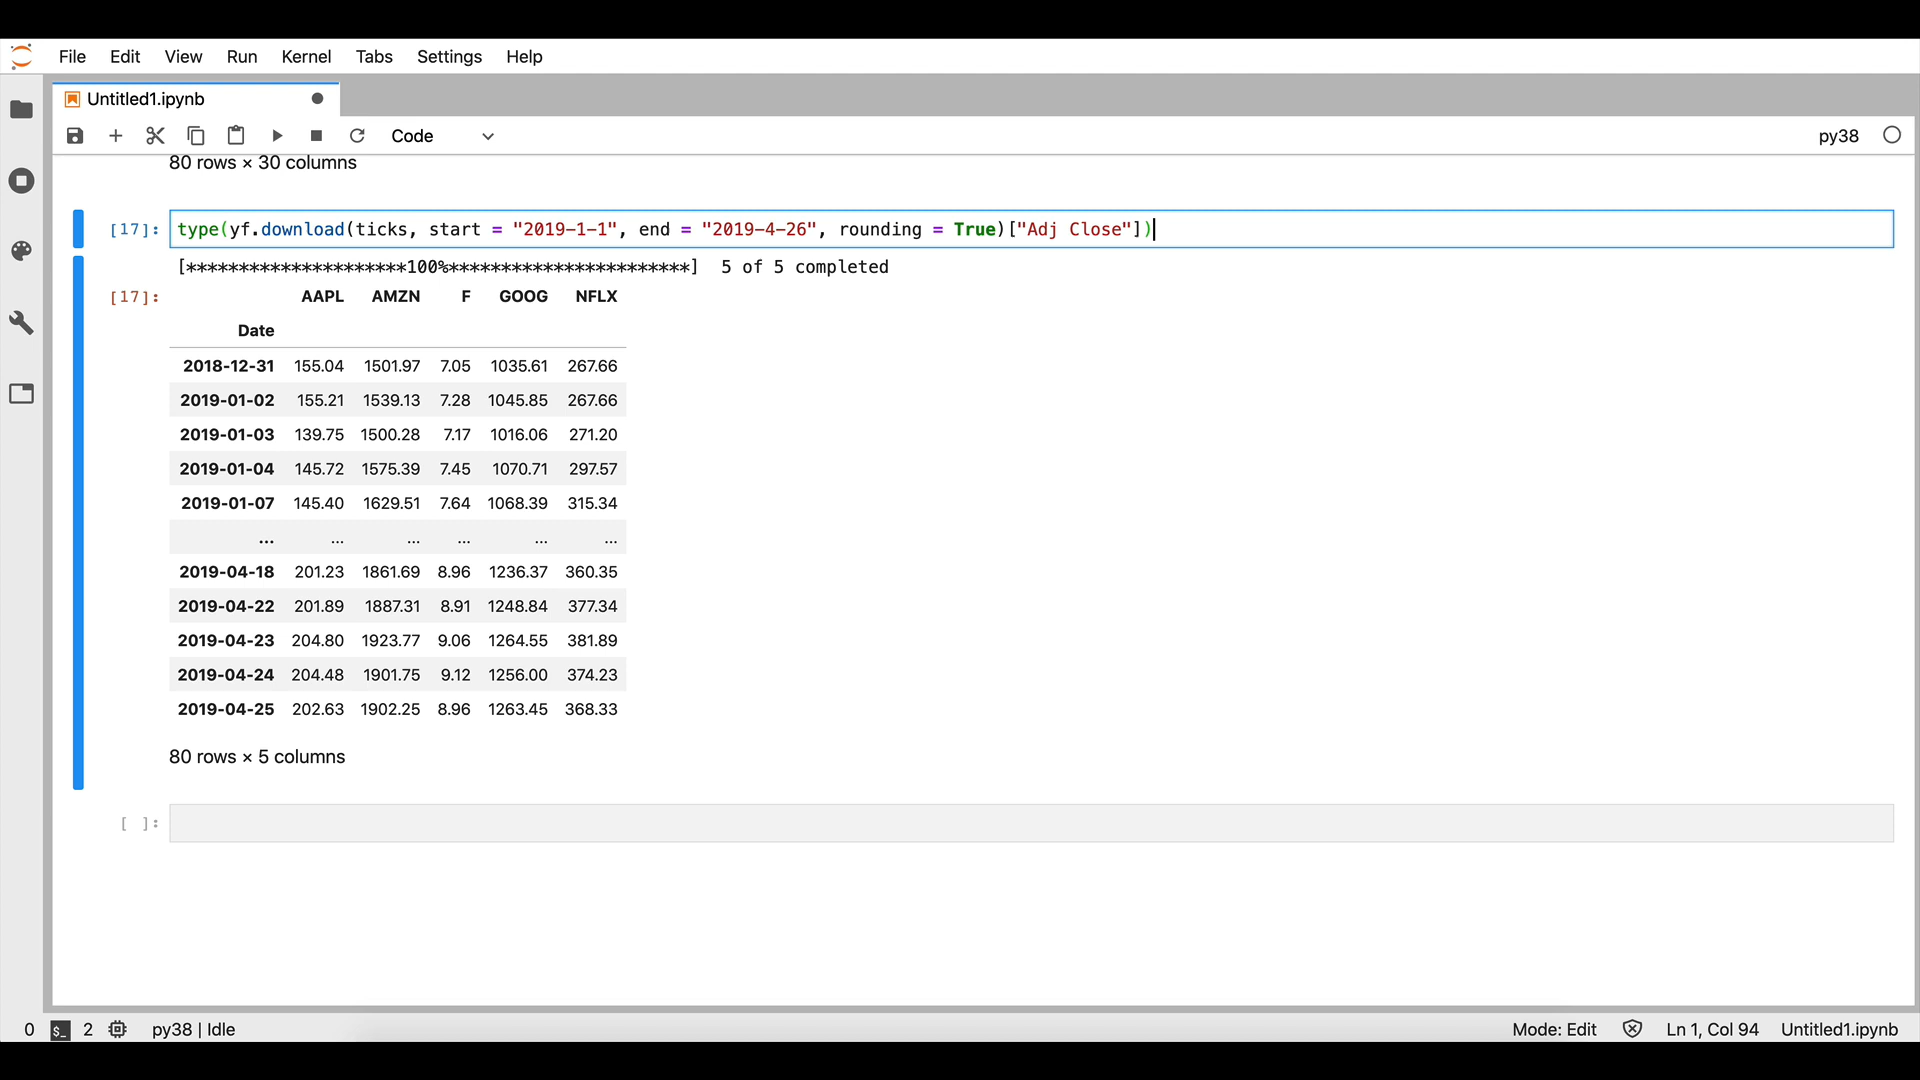 File Edit View Run Kernel Tabs Settings Help
Untitled1.ipynb
Code
py38
80 rows × 30 columns
[17]: type(yf.download(ticks, start = "2019-1-1", end = "2019-4-26", rounding = True)["Adj Close"])
[*********************100%***********************]  5 of 5 completed
[17]: AAPL AMZN F GOOG NFLX
Date
2018-12-31 155.04 1501.97 7.05 1035.61 267.66
2019-01-02 155.21 1539.13 7.28 1045.85 267.66
2019-01-03 139.75 1500.28 7.17 1016.06 271.20
2019-01-04 145.72 1575.39 7.45 1070.71 297.57
2019-01-07 145.40 1629.51 7.64 1068.39 315.34
... ... ... ... ... ...
2019-04-18 201.23 1861.69 8.96 1236.37 360.35
2019-04-22 201.89 1887.31 8.91 1248.84 377.34
2019-04-23 204.80 1923.77 9.06 1264.55 381.89
2019-04-24 204.48 1901.75 9.12 1256.00 374.23
2019-04-25 202.63 1902.25 8.96 1263.45 368.33
80 rows × 5 columns
[ ]:
0 $_ 2 py38 | Idle Mode: Edit Ln 1, Col 94 Untitled1.ipynb